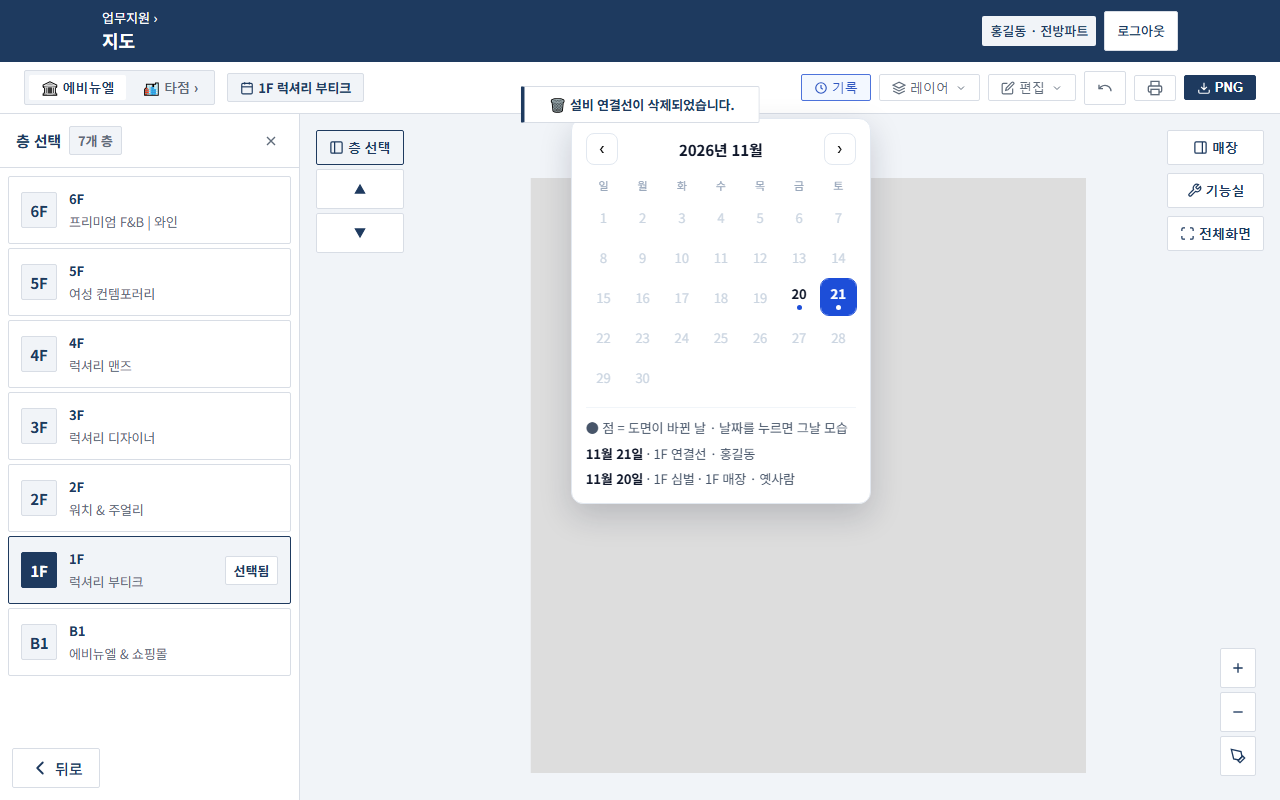 업무지원 ›
지도
홍길동 · 전방파트
로그아웃
에비뉴엘
타점 ›
1F 럭셔리 부티크
기록
레이어
편집
PNG
설비 연결선이 삭제되었습니다.
층 선택
7개 층
6F
6F
프리미엄 F&B | 와인
5F
5F
여성 컨템포러리
4F
4F
럭셔리 맨즈
3F
3F
럭셔리 디자이너
2F
2F
워치 & 주얼리
1F
1F
럭셔리 부티크
선택됨
B1
B1
에비뉴엘 & 쇼핑몰
뒤로
층 선택
▲
▼
‹ 2026년 11월 ›
일 월 화 수 목 금 토
1 2 3 4 5 6 7
8 9 10 11 12 13 14
15 16 17 18 19 20 21
22 23 24 25 26 27 28
29 30
● 점 = 도면이 바뀐 날 · 날짜를 누르면 그날 모습
11월 21일 · 1F 연결선 · 홍길동
11월 20일 · 1F 심벌 · 1F 매장 · 옛사람
매장
기능실
전체화면
+
−